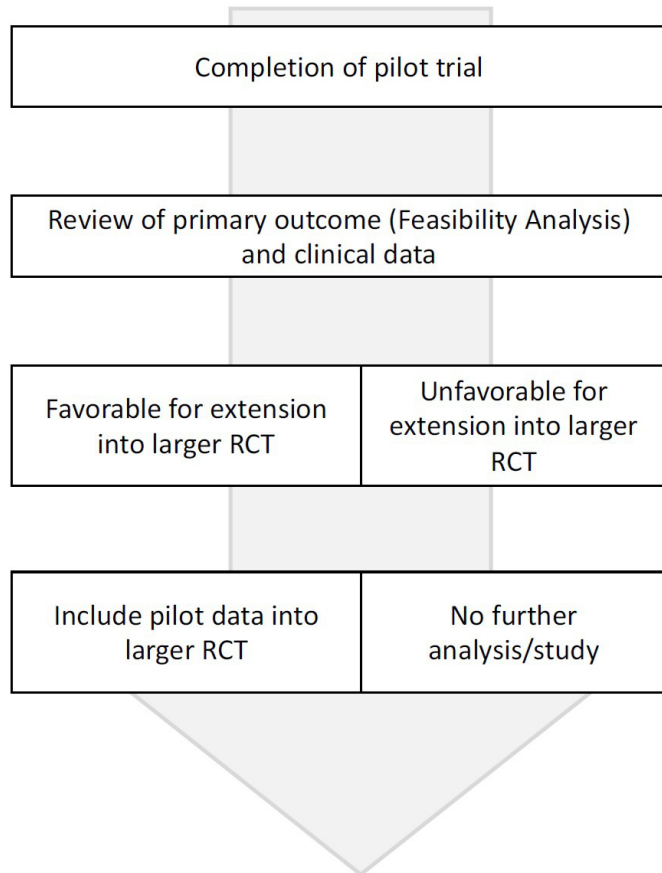 Completion of pilot trial
Review of primary outcome (Feasibility Analysis)
and clinical data
Favorable for extension
into larger RCT
Unfavorable for
extension into larger
RCT
Include pilot data into
larger RCT
No further
analysis/study